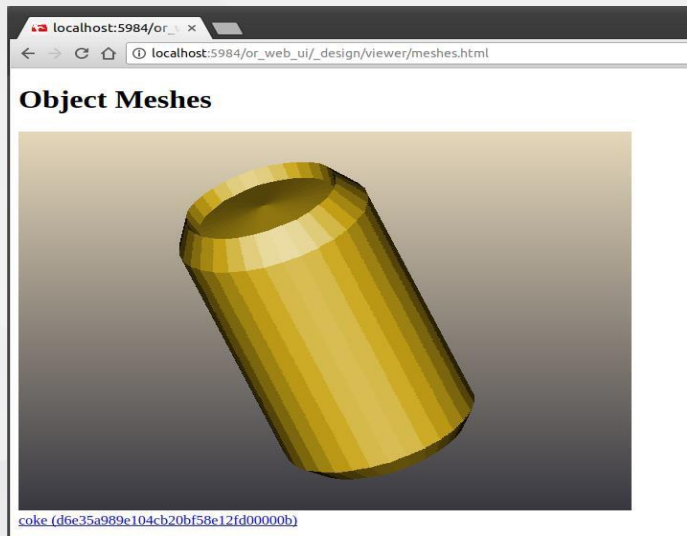 localhost:5984/or_
localhost:5984/or_web_ui/_design/viewer/meshes.html
Object Meshes
coke (d6e35a989e104cb20bf58e12fd00000b)